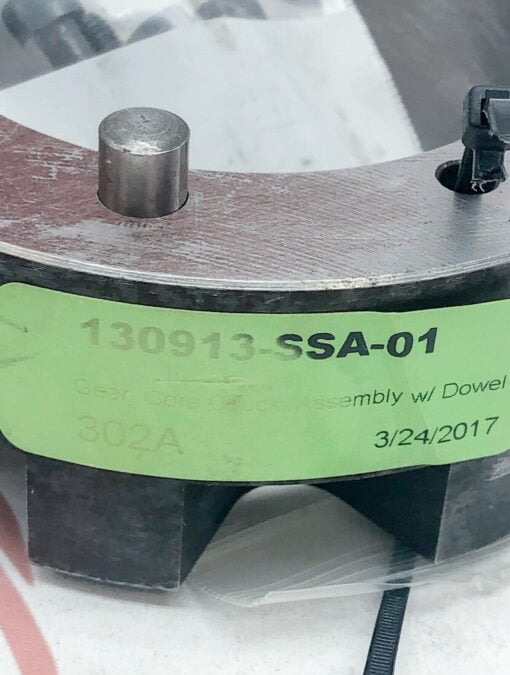 130913-SSA-01
Gear, Core Chuck, Assembly w/ Dowel
302A
3/24/2017